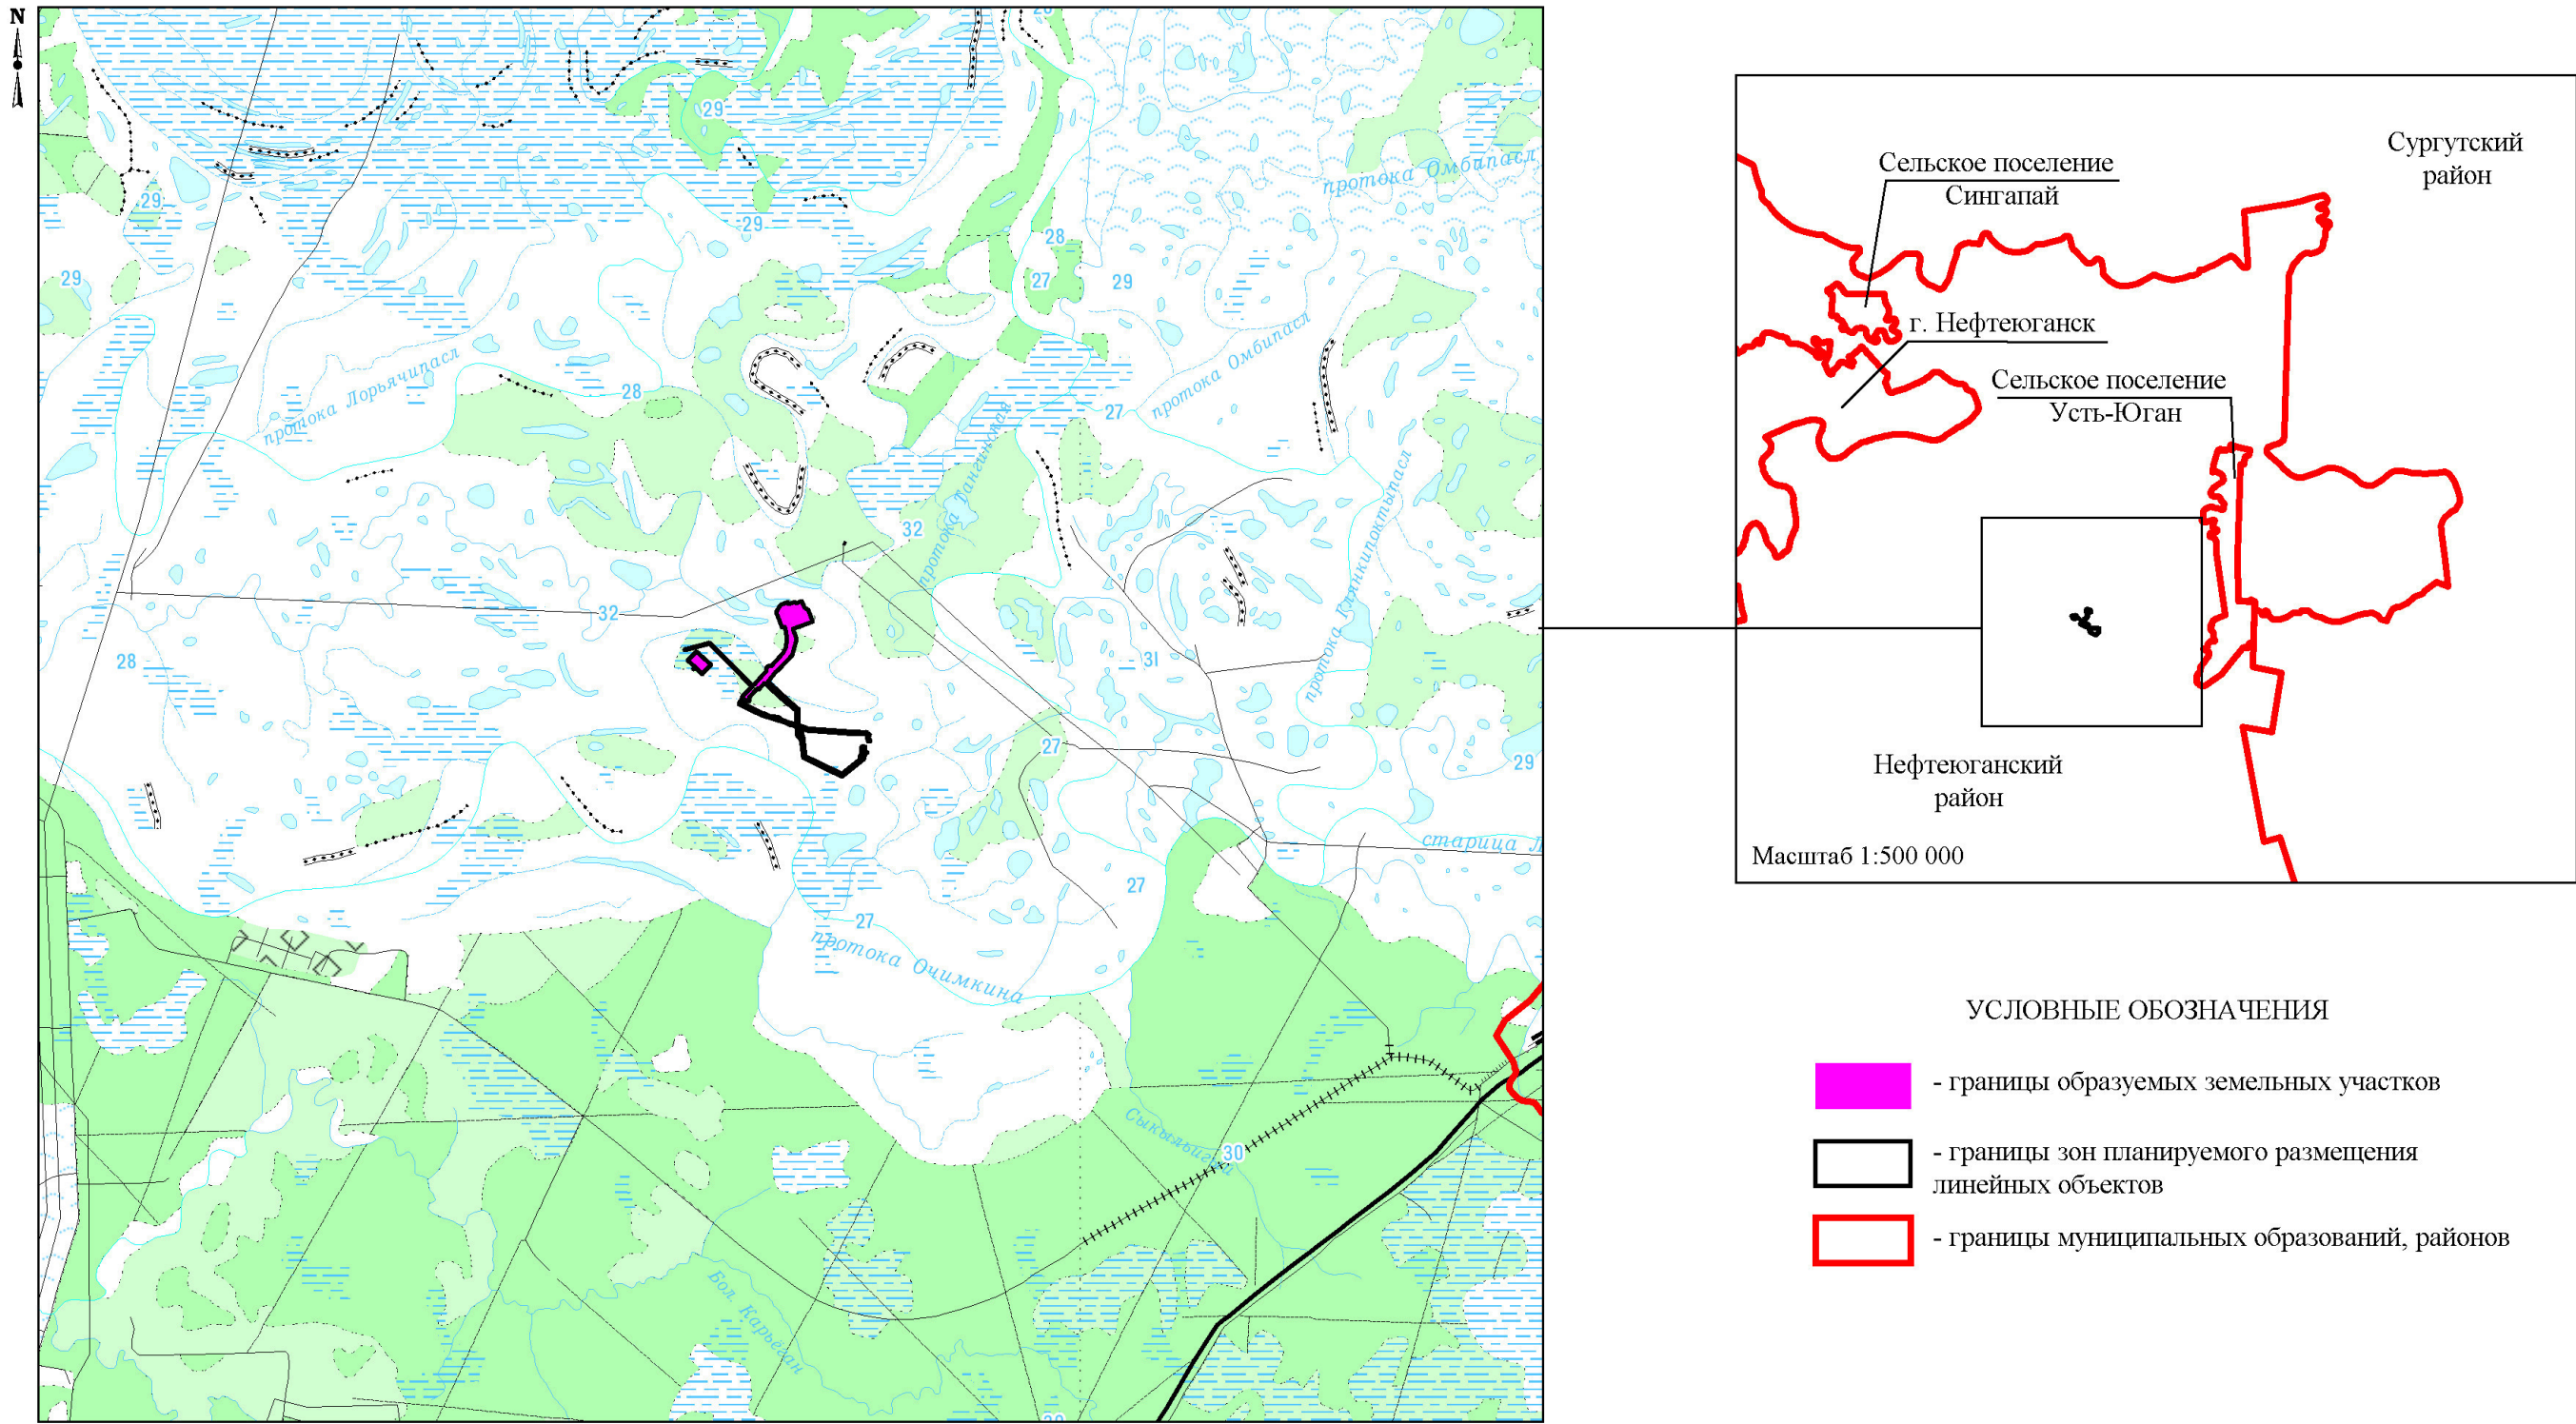 N
28
29
29
29
29
28
27
29
28
27
32
32
28
31
27
29
27
27
30
протока Омбипасл
протока Лорьячипасл
протока Омбипасл
протока Тангинская
старица Л
протока Очимкина
Бол. Карьеган
Сельское поселение
Сингапай
Сургутский
район
г. Нефтеюганск
Сельское поселение
Усть-Юган
Нефтеюганский
район
Масштаб 1:500 000
УСЛОВНЫЕ ОБОЗНАЧЕНИЯ
- границы образуемых земельных участков
- границы зон планируемого размещения
линейных объектов
- границы муниципальных образований, районов